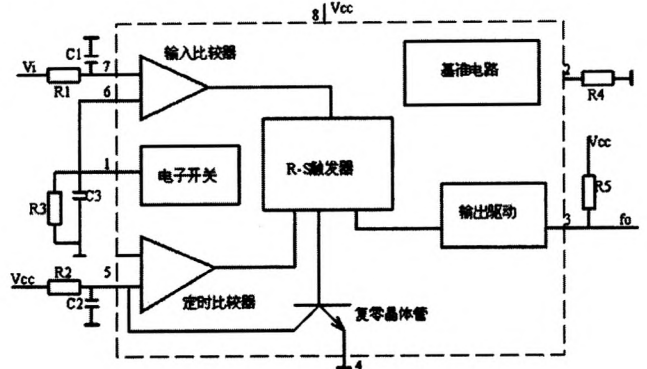 8 Vcc
C1
输入比较器
Vi
R1
7
基准电路
2
R4
6
R-S触发器
Vcc
1
电子开关
R3
C3
R5
输出驱动
3
fo
Vcc
R2
5
C2
定时比较器
复零晶体管
4